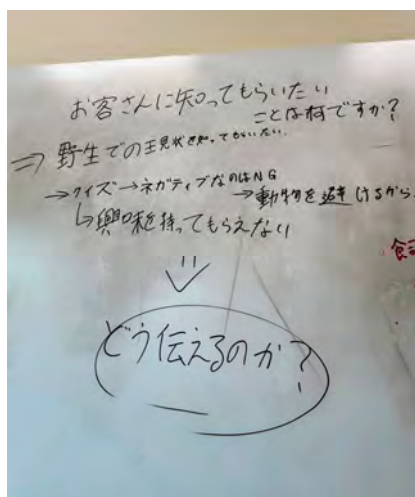 お客さんに知ってもらいたい
ことは何ですか?
⇒野生での現状を知ってもらいたい.
→クイズ→ネガティブなのはNG
→動物を避けるから.
↳興味を持ってもらえない
どう伝えるのか?